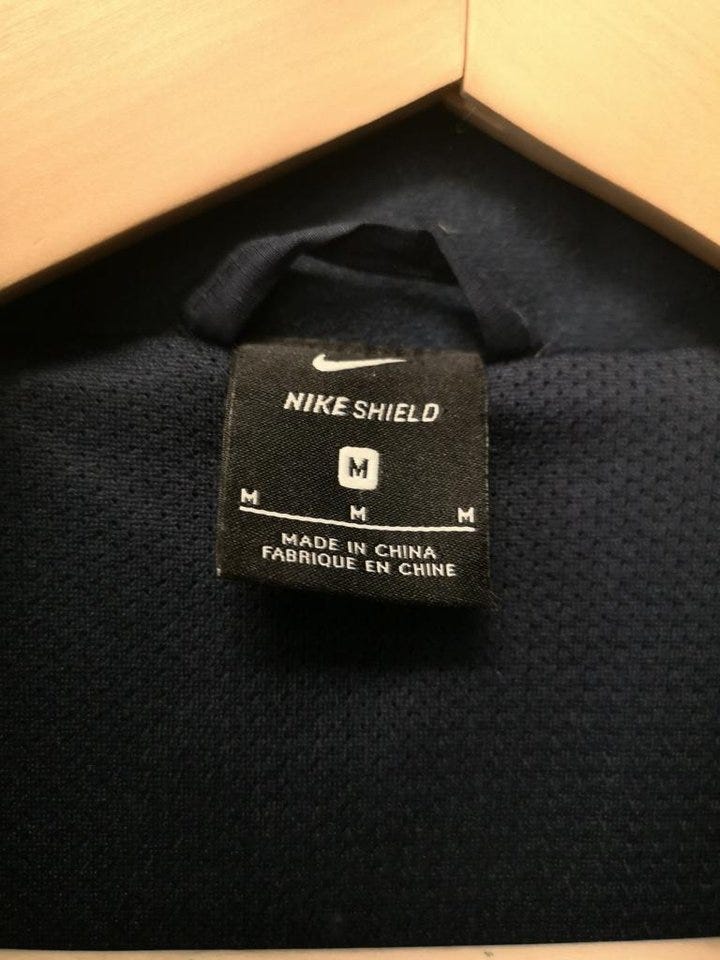 NIKE SHIELD
M
M M M
MADE IN CHINA
FABRIQUE EN CHINE